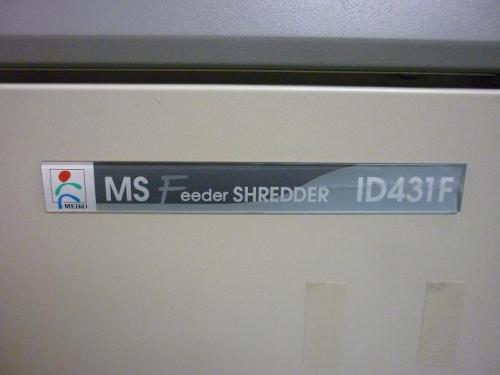 MEIKO
MS Feeder SHREDDER ID431F